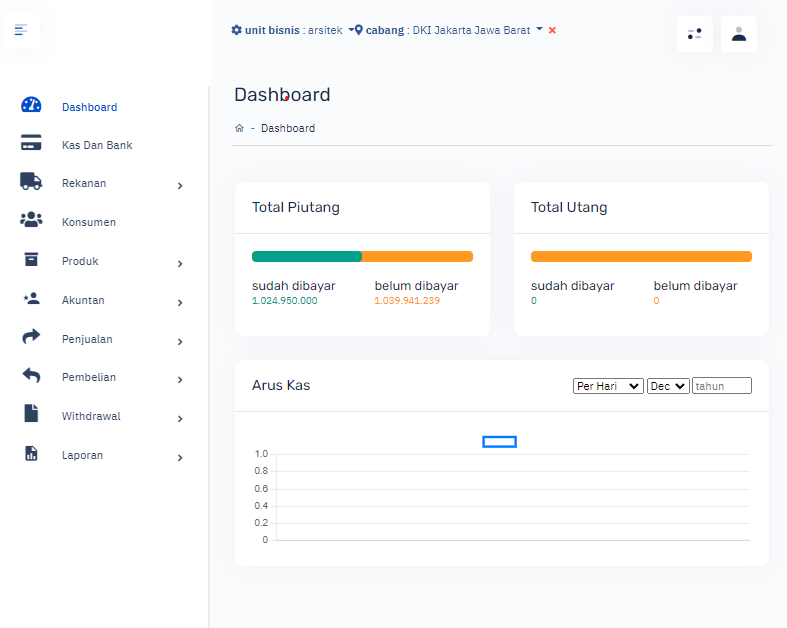 unit bisnis : arsitek cabang : DKI Jakarta Jawa Barat
Dashboard
- Dashboard
Dashboard
Kas Dan Bank
Rekanan
Konsumen
Produk
Akuntan
Penjualan
Pembelian
Withdrawal
Laporan
Total Piutang
sudah dibayar belum dibayar
1.024.950.000 1.039.941.239
Total Utang
sudah dibayar belum dibayar
0 0
Arus Kas Per Hari Dec tahun
1.0
0.8
0.6
0.4
0.2
0